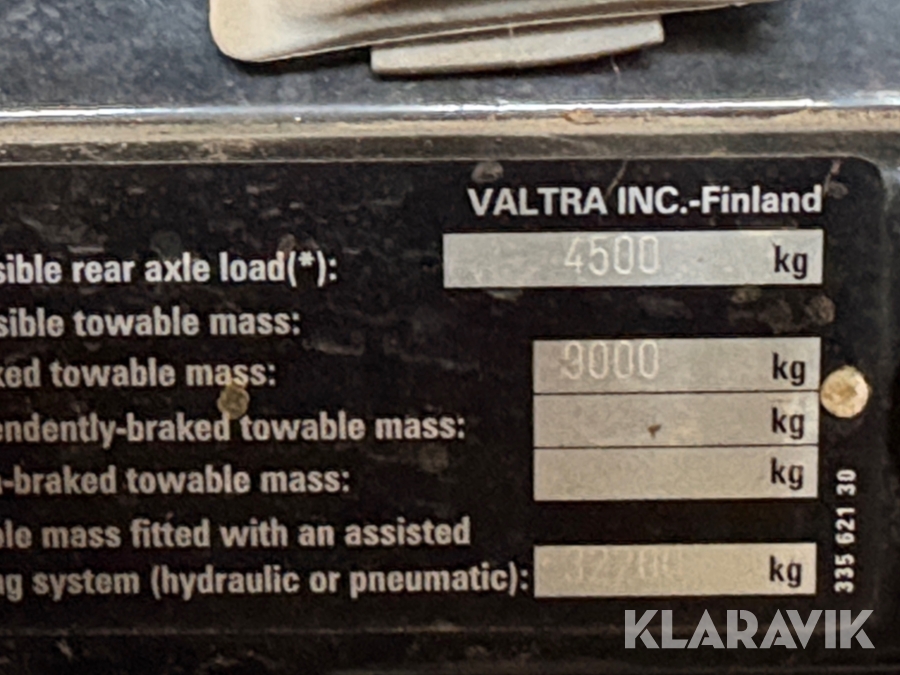 VALTRA INC.-Finland
sible rear axle load(*): 4500 kg
sible towable mass:
ked towable mass: 3000 kg
endently-braked towable mass: kg
-braked towable mass: kg
ble mass fitted with an assisted
ng system (hydraulic or pneumatic): kg
335 621 30
KLARAVIK